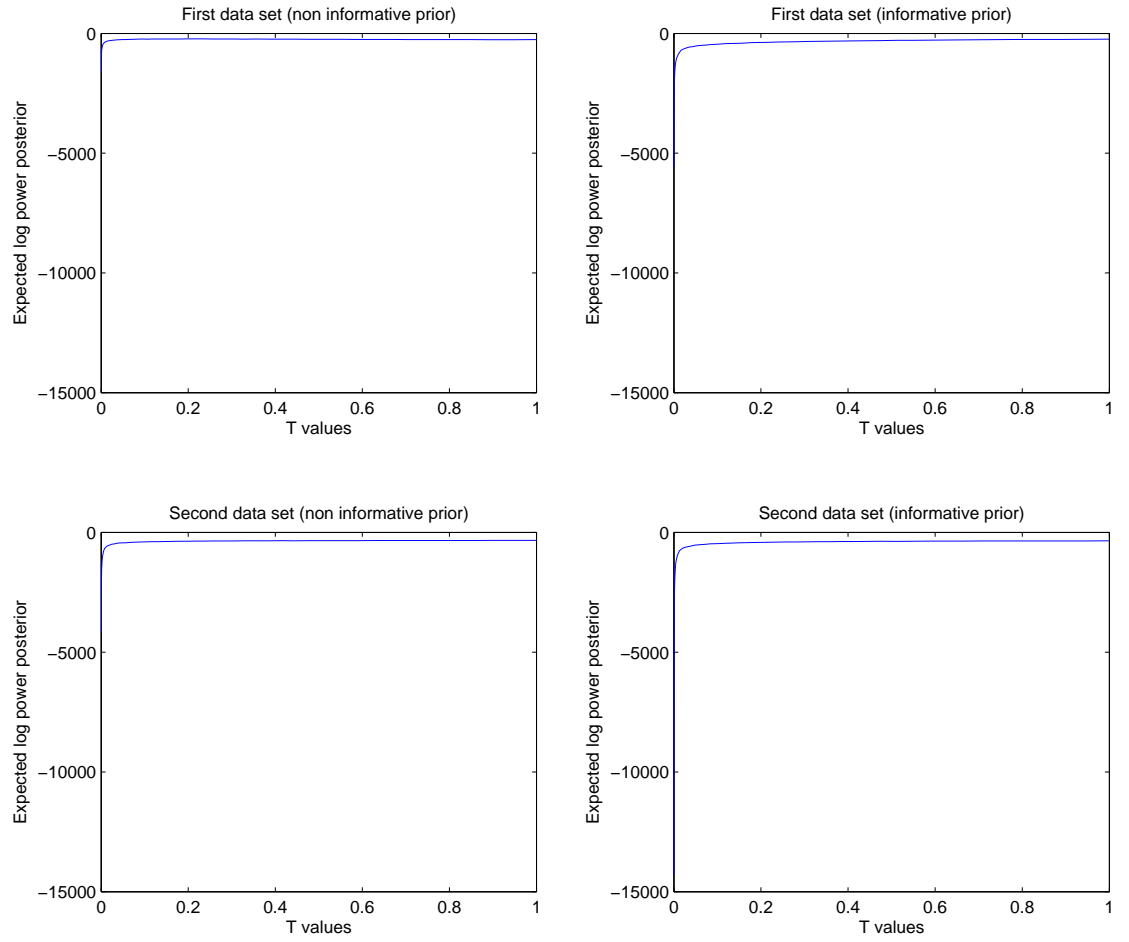 First data set (non informative prior)
0
−5000
−10000
−15000
0 0.2 0.4 0.6 0.8 1
T values
Expected log power posterior
First data set (informative prior)
0
−5000
−10000
−15000
0 0.2 0.4 0.6 0.8 1
T values
Expected log power posterior
Second data set (non informative prior)
0
−5000
−10000
−15000
0 0.2 0.4 0.6 0.8 1
T values
Expected log power posterior
Second data set (informative prior)
0
−5000
−10000
−15000
0 0.2 0.4 0.6 0.8 1
T values
Expected log power posterior